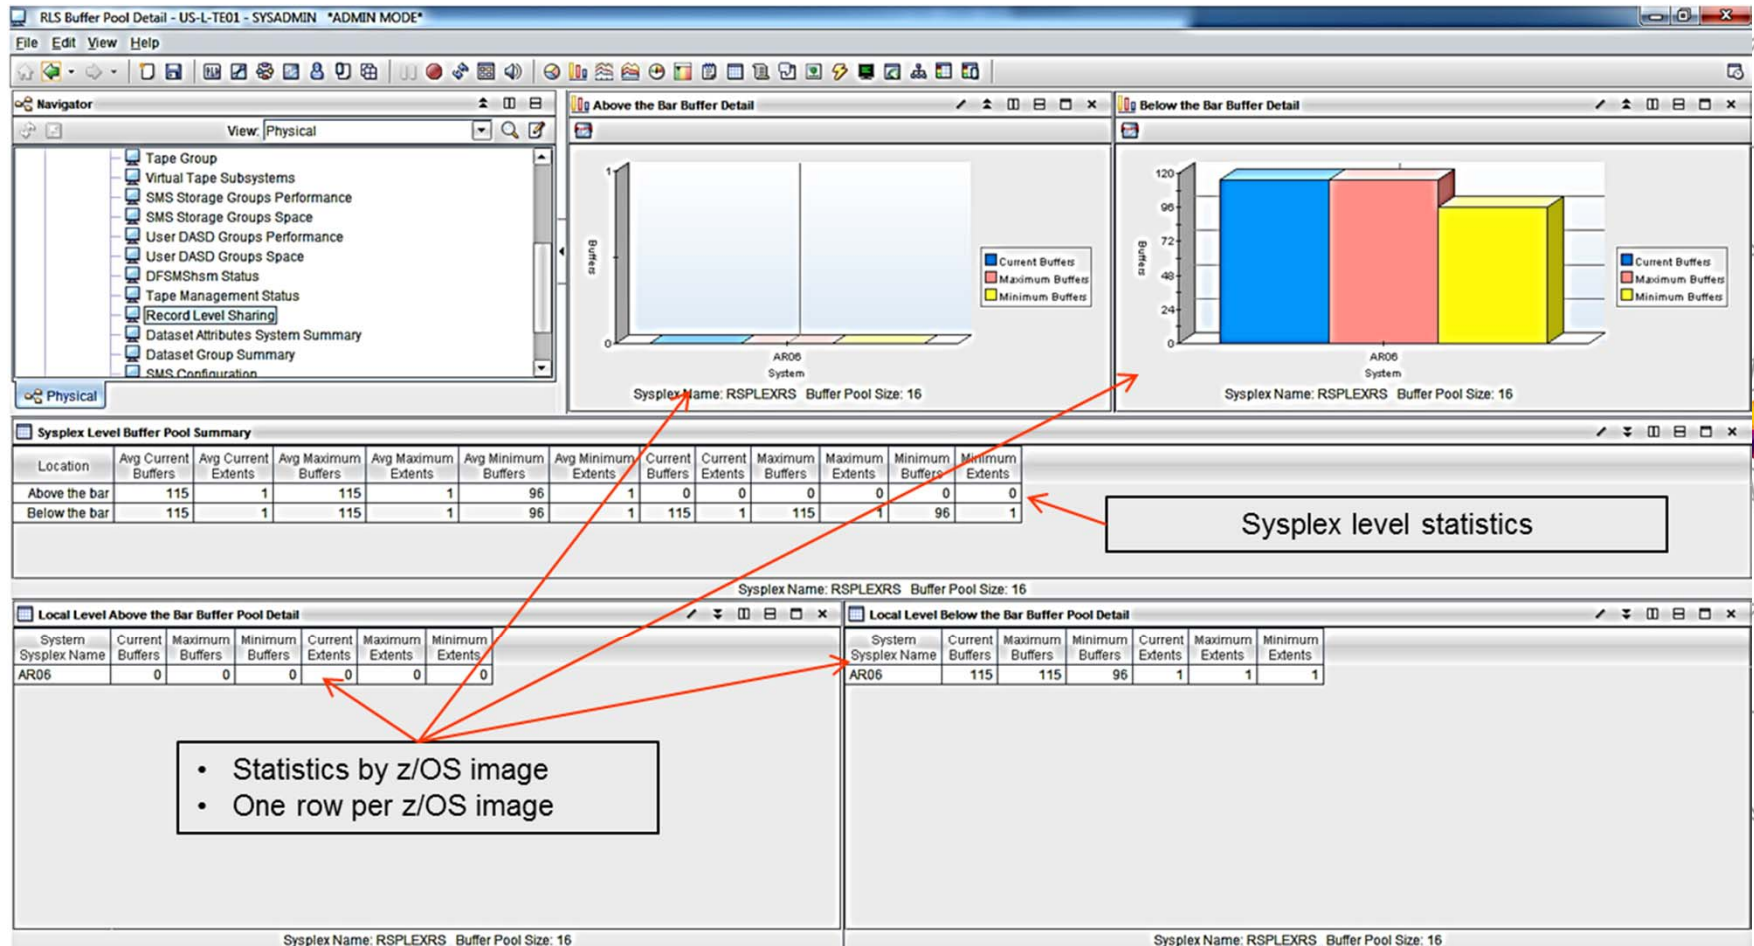 RLS Buffer Pool Detail - US-L-TE01 - SYSADMIN *ADMIN MODE*
File Edit View Help
Navigator
View: Physical
Tape Group
Virtual Tape Subsystems
SMS Storage Groups Performance
SMS Storage Groups Space
User DASD Groups Performance
User DASD Groups Space
DFSMShsm Status
Tape Management Status
Record Level Sharing
Dataset Attributes System Summary
Dataset Group Summary
SMS Configuration
Physical
Above the Bar Buffer Detail
1
0
Buffers
AR06
System
Current Buffers
Maximum Buffers
Minimum Buffers
Sysplex Name: RSPLEXRS Buffer Pool Size: 16
Below the Bar Buffer Detail
120
96
72
48
24
0
Buffers
AR06
System
Current Buffers
Maximum Buffers
Minimum Buffers
Sysplex Name: RSPLEXRS Buffer Pool Size: 16
Sysplex Level Buffer Pool Summary
Location Avg Current Buffers Avg Current Extents Avg Maximum Buffers Avg Maximum Extents Avg Minimum Buffers Avg Minimum Extents Current Buffers Current Extents Maximum Buffers Maximum Extents Minimum Buffers Minimum Extents
Above the bar 115 1 115 1 96 1 0 0 0 0 0 0
Below the bar 115 1 115 1 96 1 115 1 115 1 96 1
Sysplex level statistics
Sysplex Name: RSPLEXRS Buffer Pool Size: 16
Local Level Above the Bar Buffer Pool Detail
System Sysplex Name Current Buffers Maximum Buffers Minimum Buffers Current Extents Maximum Extents Minimum Extents
AR06 0 0 0 0 0 0
• Statistics by z/OS image
• One row per z/OS image
Sysplex Name: RSPLEXRS Buffer Pool Size: 16
Local Level Below the Bar Buffer Pool Detail
System Sysplex Name Current Buffers Maximum Buffers Minimum Buffers Current Extents Maximum Extents Minimum Extents
AR06 115 115 96 1 1 1
Sysplex Name: RSPLEXRS Buffer Pool Size: 16